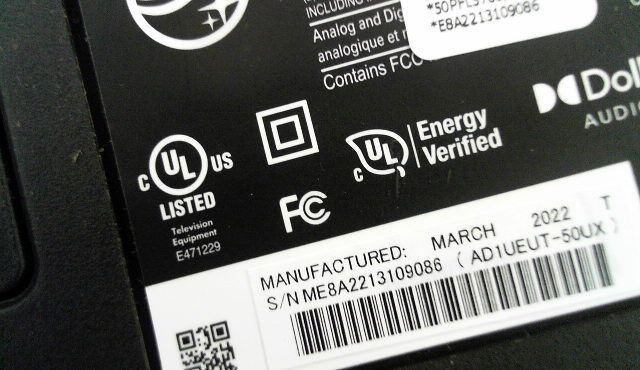 INCLUDING
Analog and Dig
analogique et
Contains FCC
*E8A2213109086
Dol
AUDI
c UL US
LISTED
Television
Equipment
E471229
FC
c UL
Energy
Verified
MANUFACTURED: MARCH 2022 T
S/N ME8A2213109086 ( AD1UEUT-50UX )